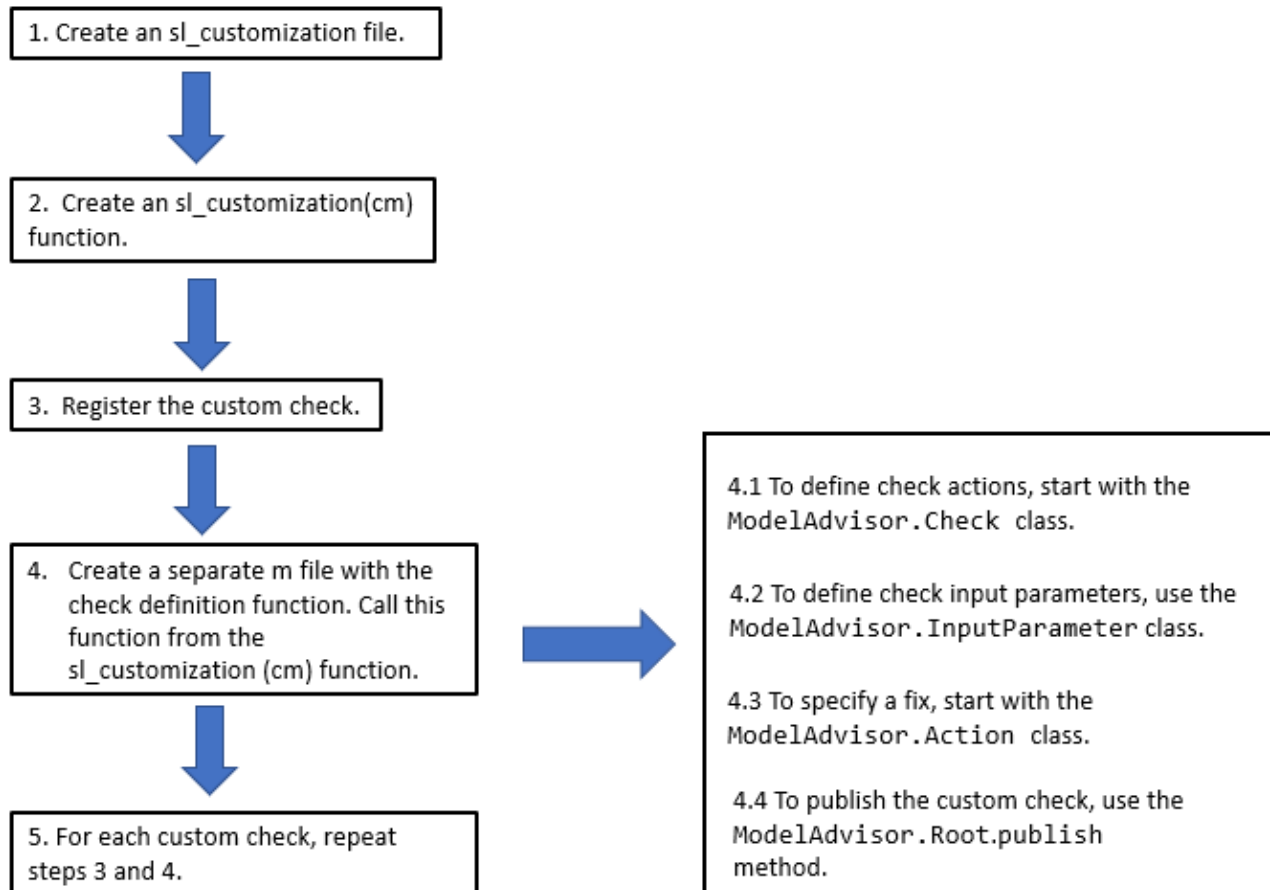 1. Create an sl_customization file.
2. Create an sl_customization(cm)
function.
3. Register the custom check.
4. Create a separate m file with the
check definition function. Call this
function from the
sl_customization (cm) function.
5. For each custom check, repeat
steps 3 and 4.
4.1 To define check actions, start with the
ModelAdvisor.Check class.
4.2 To define check input parameters, use the
ModelAdvisor.InputParameter class.
4.3 To specify a fix, start with the
ModelAdvisor.Action class.
4.4 To publish the custom check, use the
ModelAdvisor.Root.publish
method.